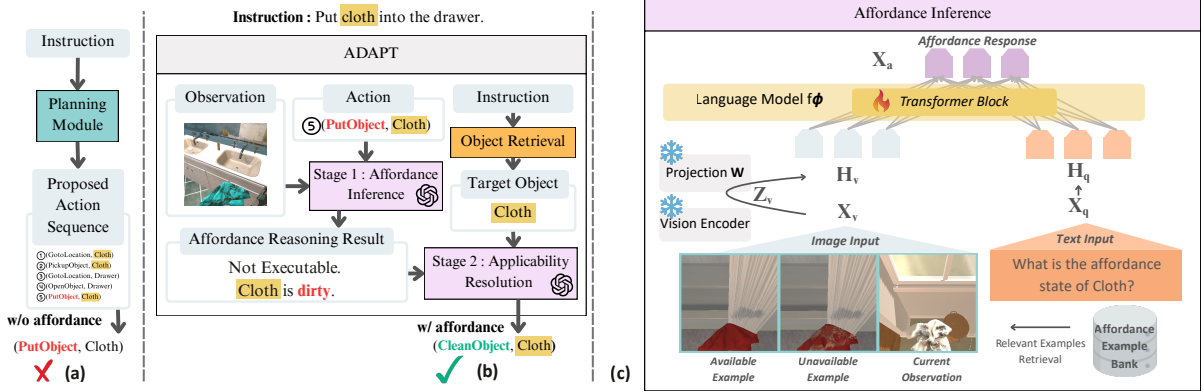 Instruction
Planning
Module
Proposed
Action
Sequence
①(GotoLocation, Cloth)
②(PickupObject, Cloth)
③(GotoLocation, Drawer)
④(OpenObject, Drawer)
⑤(PutObject, Cloth)
w/o affordance
(PutObject, Cloth)
(a)
Instruction : Put cloth into the drawer.
ADAPT
Observation
Action
⑤(PutObject, Cloth)
Instruction
Object Retrieval
Stage 1 : Affordance
Inference
Target Object
Cloth
Affordance Reasoning Result
Not Executable.
Cloth is dirty.
Stage 2 : Applicability
Resolution
w/ affordance
(CleanObject, Cloth)
(b)
(c)
Affordance Inference
Affordance Response
Xa
Language Model fϕ
Transformer Block
Projection W
Vision Encoder
Zv
Hv
Xv
Hq
Xq
Image Input
Text Input
What is the affordance
state of Cloth?
Available
Example
Unavailable
Example
Current
Observation
Relevant Examples
Retrieval
Affordance
Example
Bank